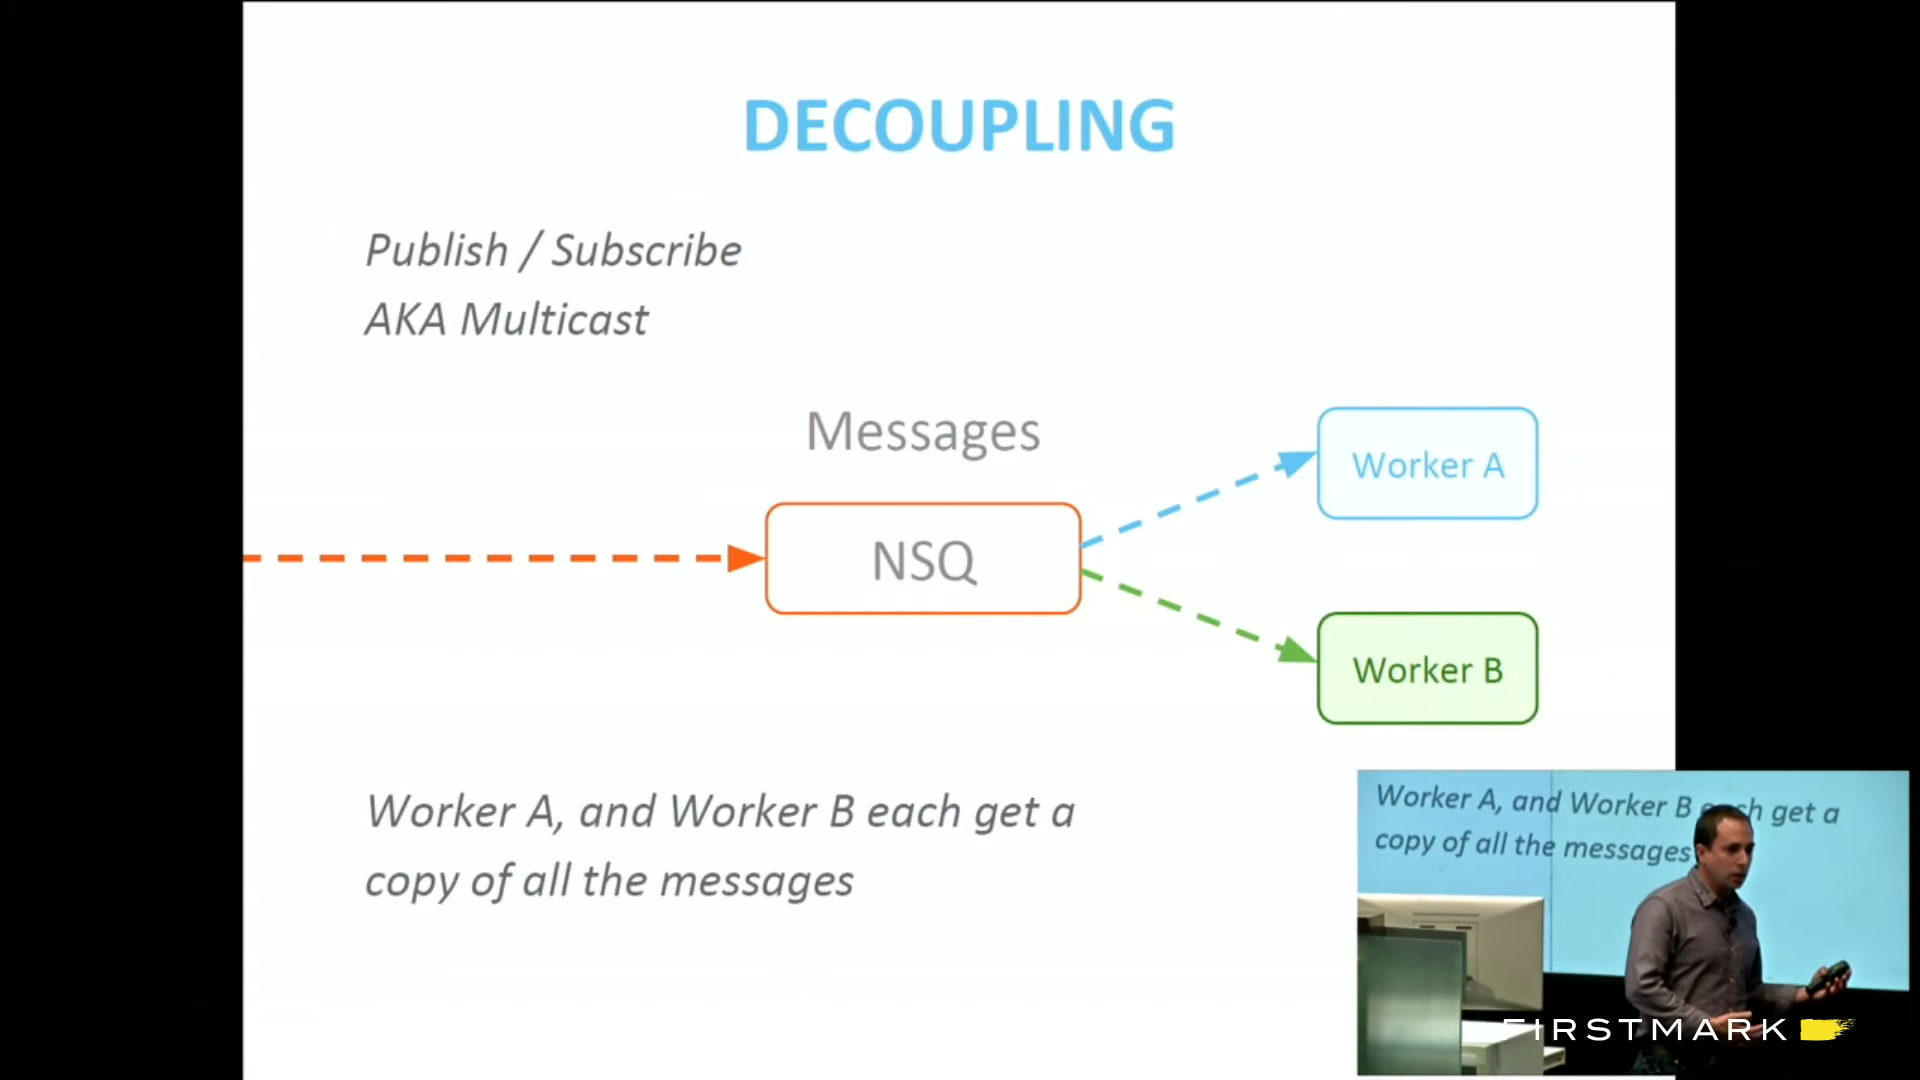 DECOUPLING
Publish / Subscribe
AKA Multicast
Messages
Worker A
NSQ
Worker B
Worker A, and Worker B each get a
copy of all the messages
Worker A, and Worker B each get a
copy of all the messages
FIRSTMARK